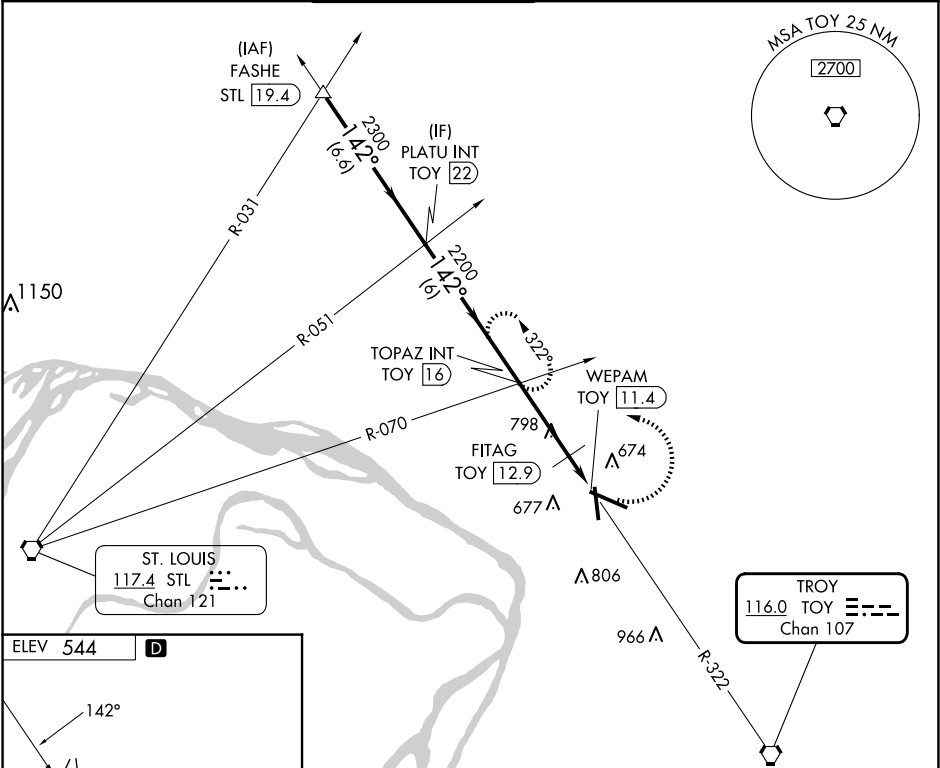 MSA TOY 25 NM
2700
(IAF)
FASHE
STL 19.4
2300
142°
(6.6)
(IF)
PLATU INT
TOY 22
R-031
2200
142°
(6)
1150
R-051
322°
TOPAZ INT
TOY 16
WEPAM
TOY 11.4
R-070
798
FITAG
TOY 12.9
674
677
ST. LOUIS
117.4 STL
Chan 121
806
TROY
116.0 TOY
Chan 107
966
R-322
ELEV 544 D
142°